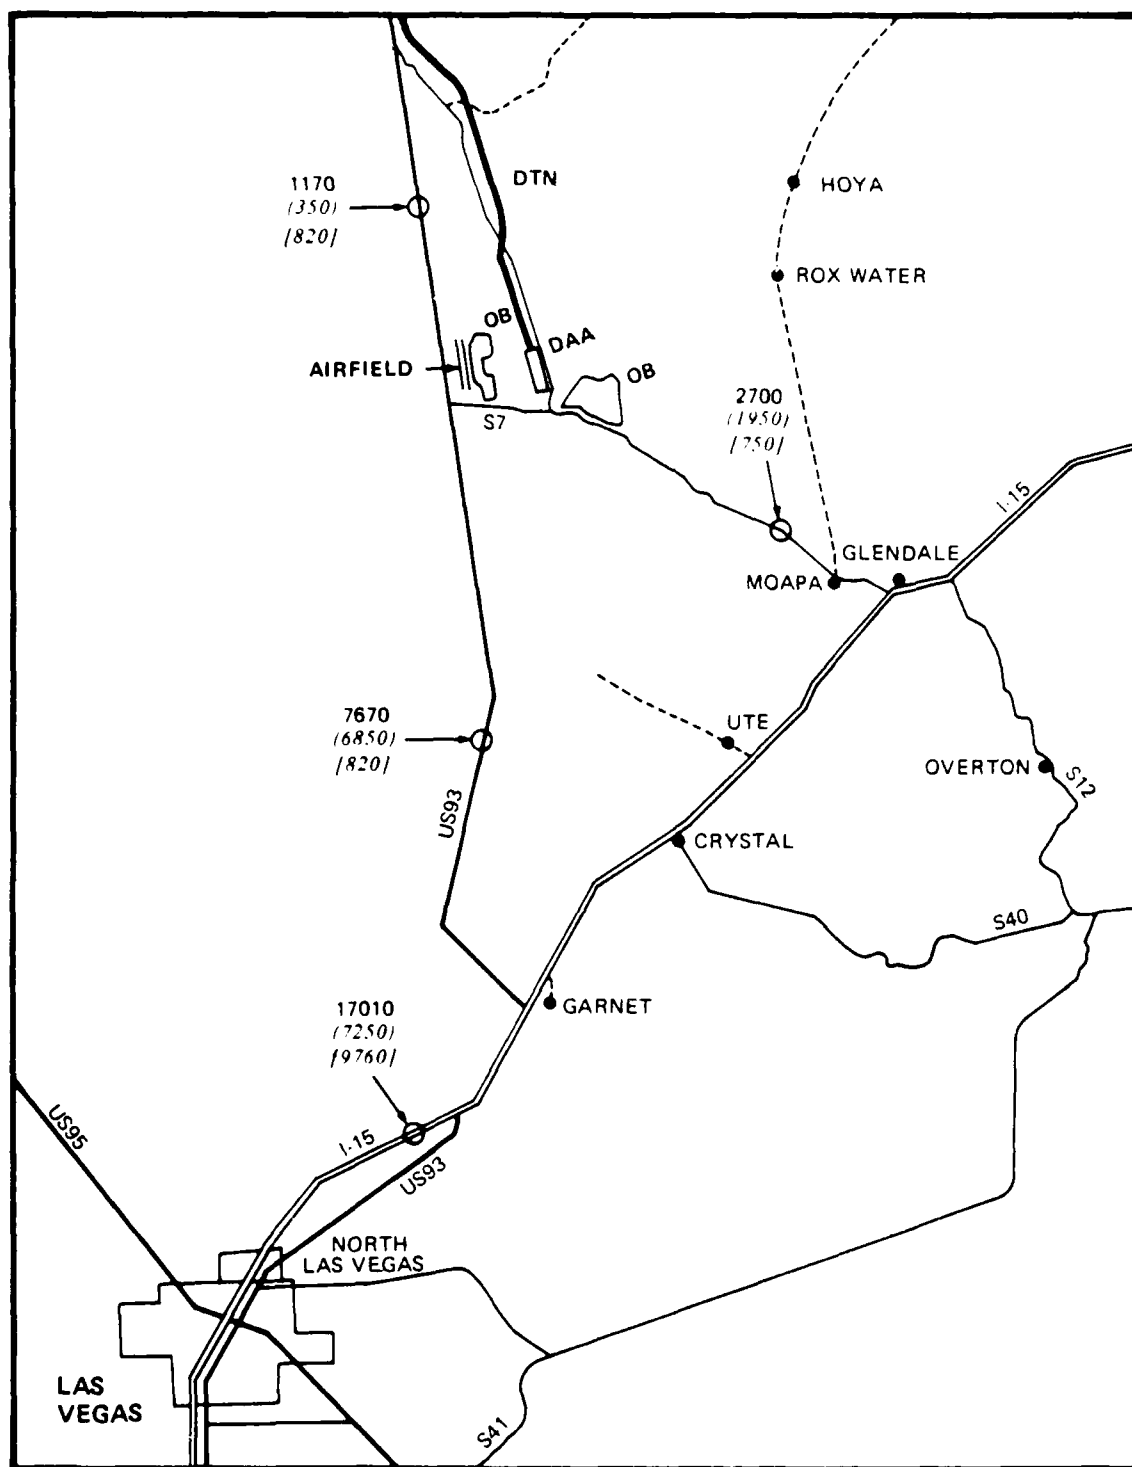 DTN
1170
(350)
[820]
HOYA
ROX WATER
OB
DAA
AIRFIELD
OB
S7
2700
(1950)
[750]
I-15
GLENDALE
MOAPA
7670
(6850)
[820]
UTE
OVERTON
S12
US93
CRYSTAL
S40
GARNET
17010
(7250)
[9760]
US95
I-15
US93
NORTH
LAS VEGAS
LAS
VEGAS
S41